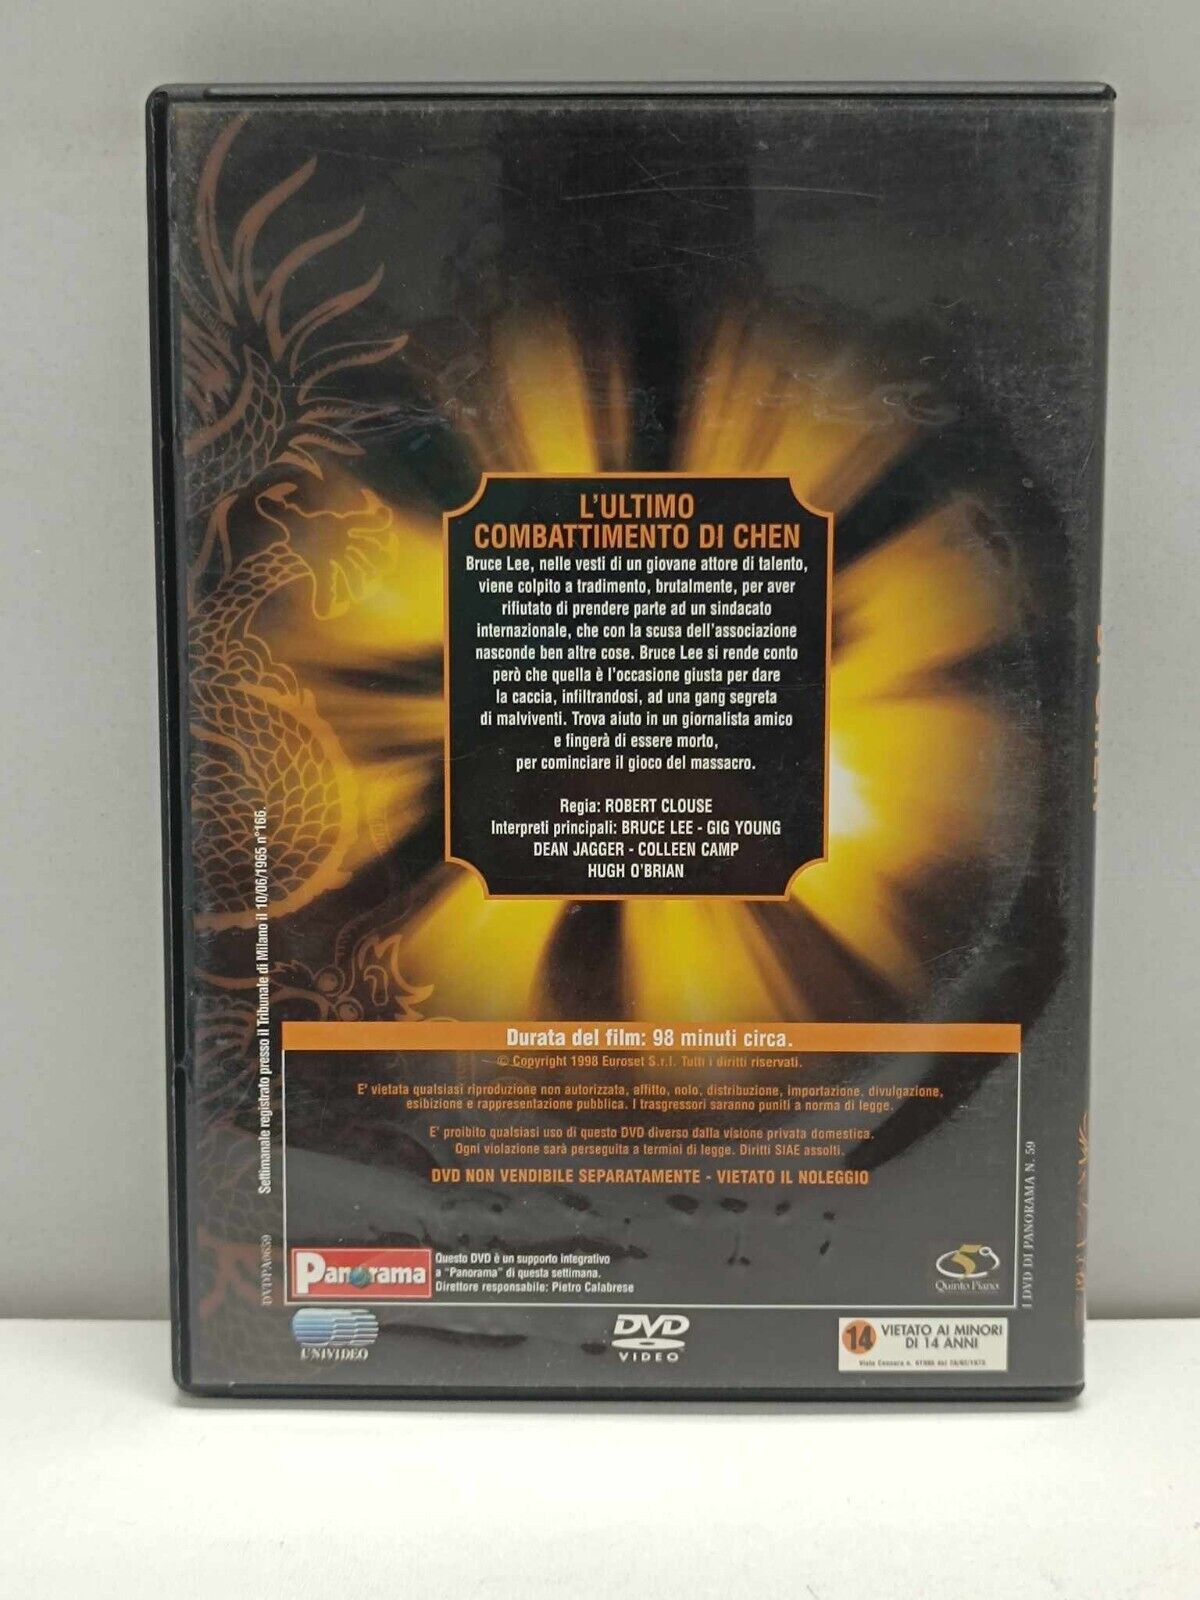 L'ULTIMO
COMBATTIMENTO DI CHEN
Bruce Lee, nelle vesti di un giovane attore di talento,
viene colpito a tradimento, brutalmente, per aver
rifiutato di prendere parte ad un sindacato
internazionale, che con la scusa dell'associazione
nasconde ben altre cose. Bruce Lee si rende conto
però che quella è l'occasione giusta per dare
la caccia, infiltrandosi, ad una gang segreta
di malviventi. Trova aiuto in un giornalista amico
e fingerà di essere morto,
per cominciare il gioco del massacro.
Regia: ROBERT CLOUSE
Interpreti principali: BRUCE LEE - GIG YOUNG
DEAN JAGGER - COLLEEN CAMP
HUGH O'BRIAN
Durata del film: 98 minuti circa.
© Copyright 1998 Euroset S.r.l. Tutti i diritti riservati.
E' vietata qualsiasi riproduzione non autorizzata, affitto, nolo, distribuzione, importazione, divulgazione,
esibizione e rappresentazione pubblica. I trasgressori saranno puniti a norma di legge.
E' proibito qualsiasi uso di questo DVD diverso dalla visione privata domestica.
Ogni violazione sarà perseguita a termini di legge. Diritti SIAE assolti.
DVD NON VENDIBILE SEPARATAMENTE - VIETATO IL NOLEGGIO
Panorama
Questo DVD è un supporto integrativo
a "Panorama" di questa settimana.
Direttore responsabile: Pietro Calabrese
5°
Quinto Piano
UNIVIDEO
DVD
VIDEO
14 VIETATO AI MINORI
DI 14 ANNI
Visto Censura n.
DVDPA0659
Settimanale registrato presso il Tribunale di Milano il 10/06/1965 n°166.
I DVD DI PANORAMA N. 59